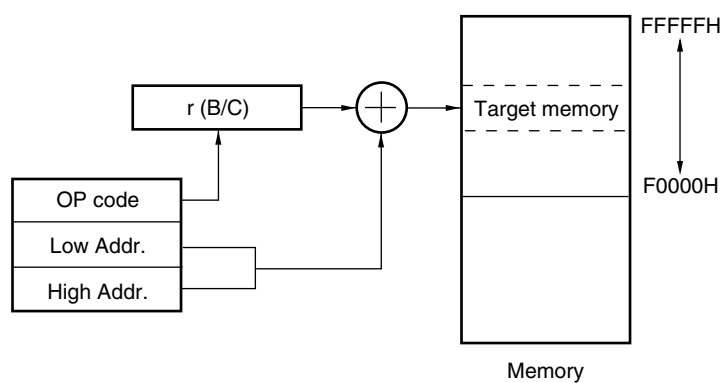 FFFFFH
r (B/C)
Target memory
F0000H
OP code
Low Addr.
High Addr.
Memory